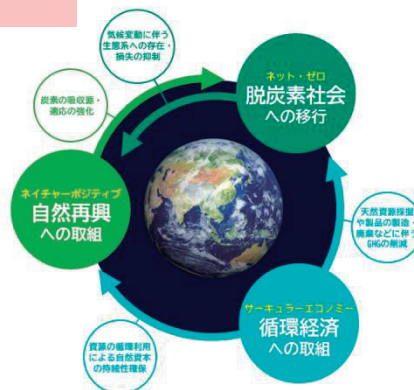 気候変動に伴う
生態系への存在・
損失の抑制
ネット・ゼロ
脱炭素社会
への移行
炭素の吸収源・
適応の強化
ネイチャーポジティブ
自然再興
への取組
天然資源採掘
や製品の製造・
廃棄などに伴う
GHGの削減
サーキュラーエコノミー
循環経済
への取組
資源の循環利用
による自然資本
の持続性確保